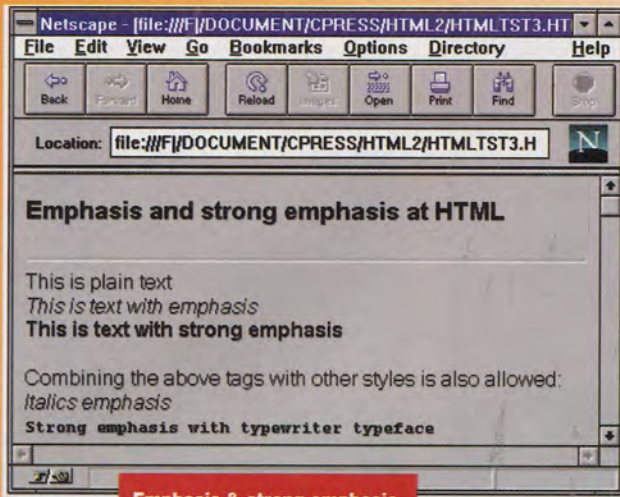 Netscape - [file:///F|/DOCUMENT/CPRESS/HTML2/HTMLTST3.HT
File Edit View Go Bookmarks Options Directory Help
Back Forward Home Reload Images Open Print Find Stop
Location: file:///F|/DOCUMENT/CPRESS/HTML2/HTMLTST3.H
N
Emphasis and strong emphasis at HTML
This is plain text
This is text with emphasis
This is text with strong emphasis
Combining the above tags with other styles is also allowed:
Italics emphasis
Strong emphasis with typewriter typeface
Emphasis & strong emphasis